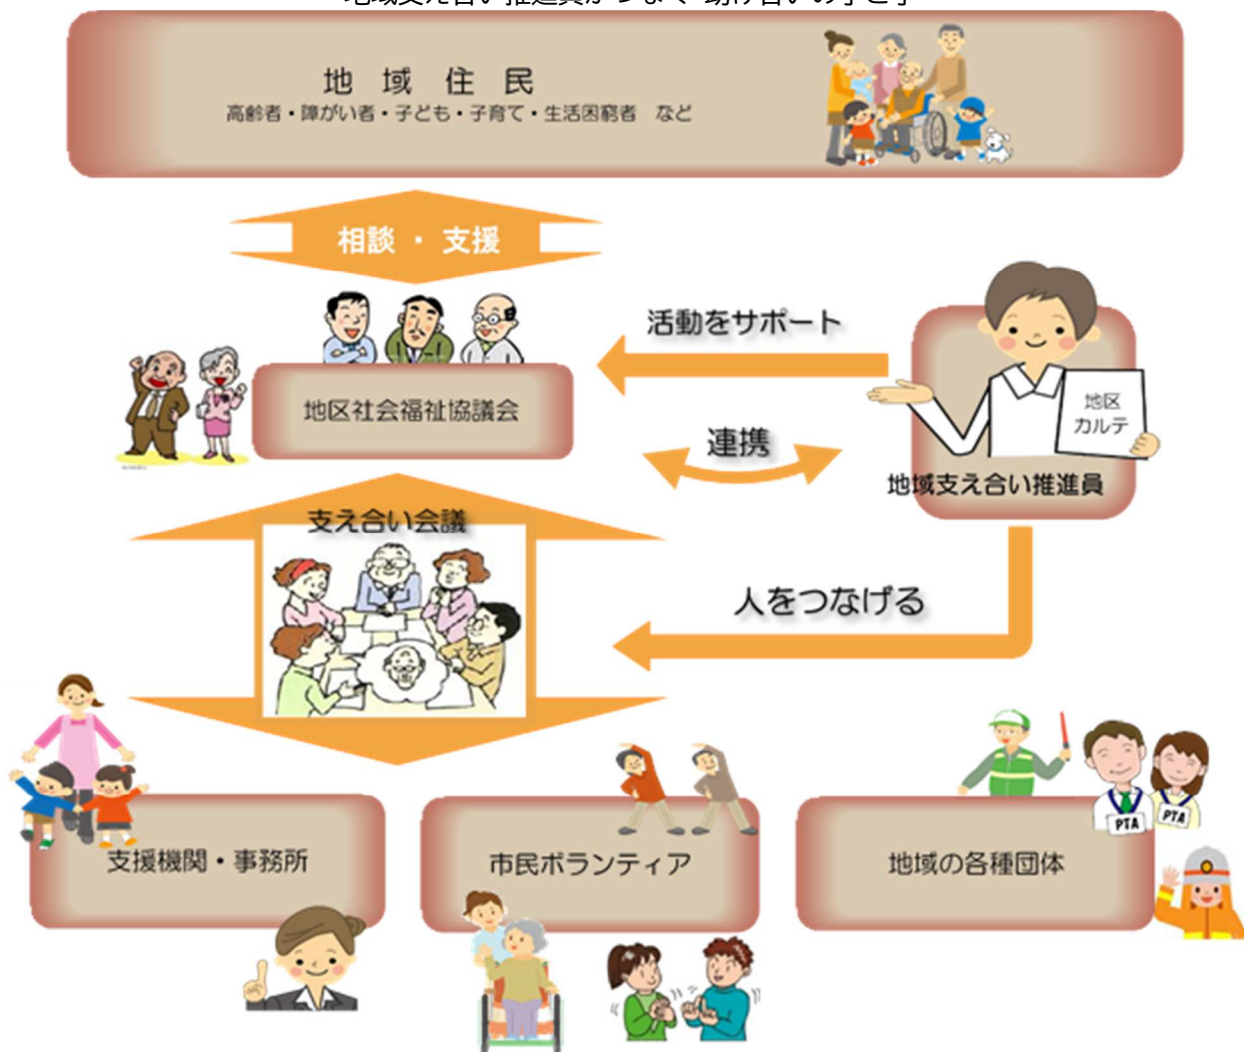 地域住民
高齢者・障がい者・子ども・子育て・生活困窮者 など
相談・支援
活動をサポート
地区社会福祉協議会
地区
カルテ
連携
地域支え合い推進員
支え合い会議
人をつなげる
PTA
PTA
支援機関・事務所
市民ボランティア
地域の各種団体